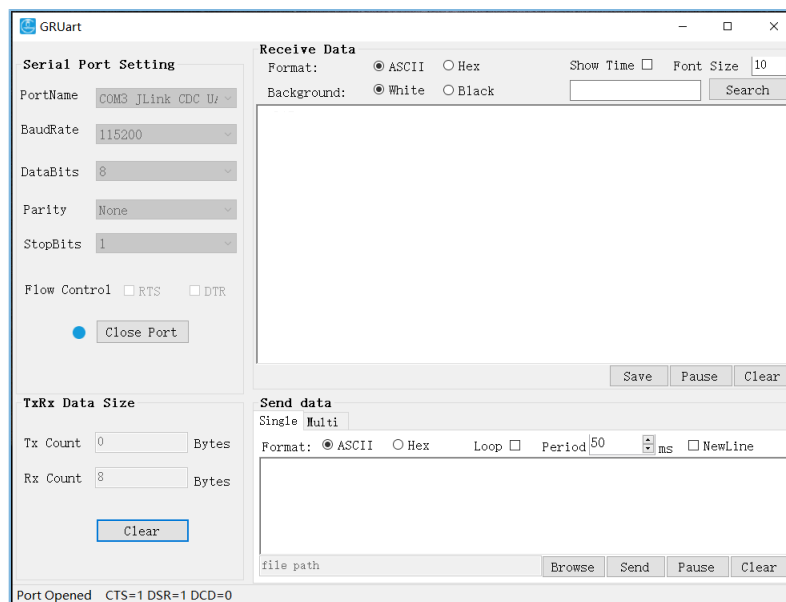 GRUart
Serial Port Setting
PortName COM3 JLink CDC UA
BaudRate 115200
DataBits 8
Parity None
StopBits 1
Flow Control RTS DTR
Close Port
TxRx Data Size
Tx Count 0 Bytes
Rx Count 8 Bytes
Clear
Receive Data
Format: ASCII Hex Show Time Font Size 10
Background: White Black Search
Save Pause Clear
Send data
Single Multi
Format: ASCII Hex Loop Period 50 ms NewLine
file path Browse Send Pause Clear
Port Opened CTS=1 DSR=1 DCD=0